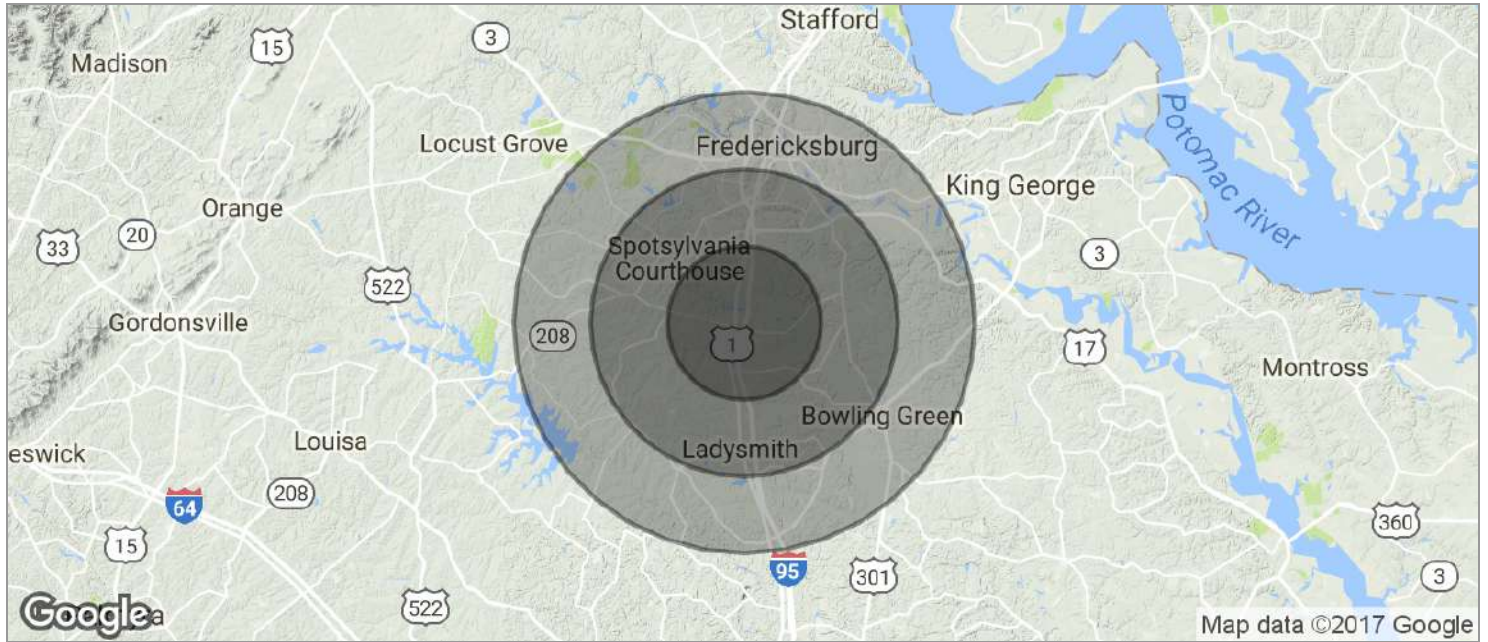 Stafford
3
15
Madison
Locust Grove
Fredericksburg
King George
Potomac River
Orange
20
33
Spotsylvania
Courthouse
3
522
Gordonsville
208
1
17
Montross
Bowling Green
Louisa
Ladysmith
eswick
208
64
360
15
95
301
3
522
Google
Map data ©2017 Google